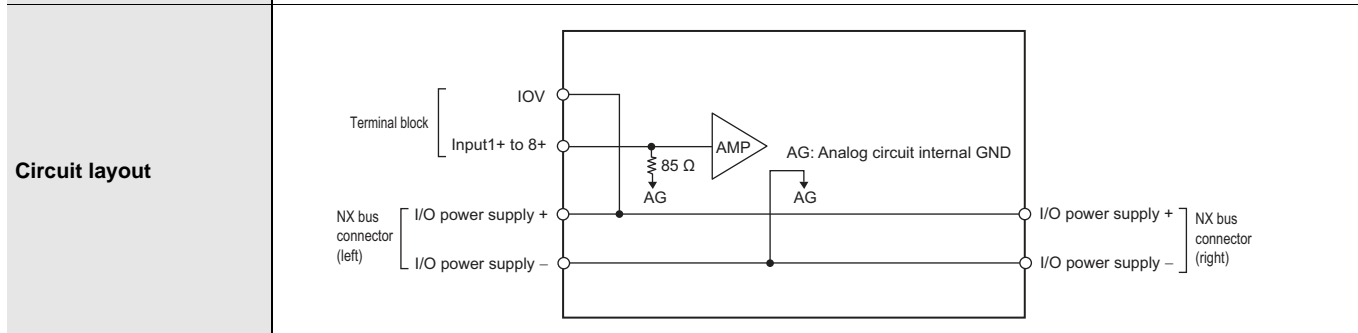 Circuit layout
Terminal block
IOV
Input1+ to 8+
85 Ω
AG
AMP
AG: Analog circuit internal GND
AG
NX bus
connector
(left)
I/O power supply +
I/O power supply −
I/O power supply +
I/O power supply −
NX bus
connector
(right)